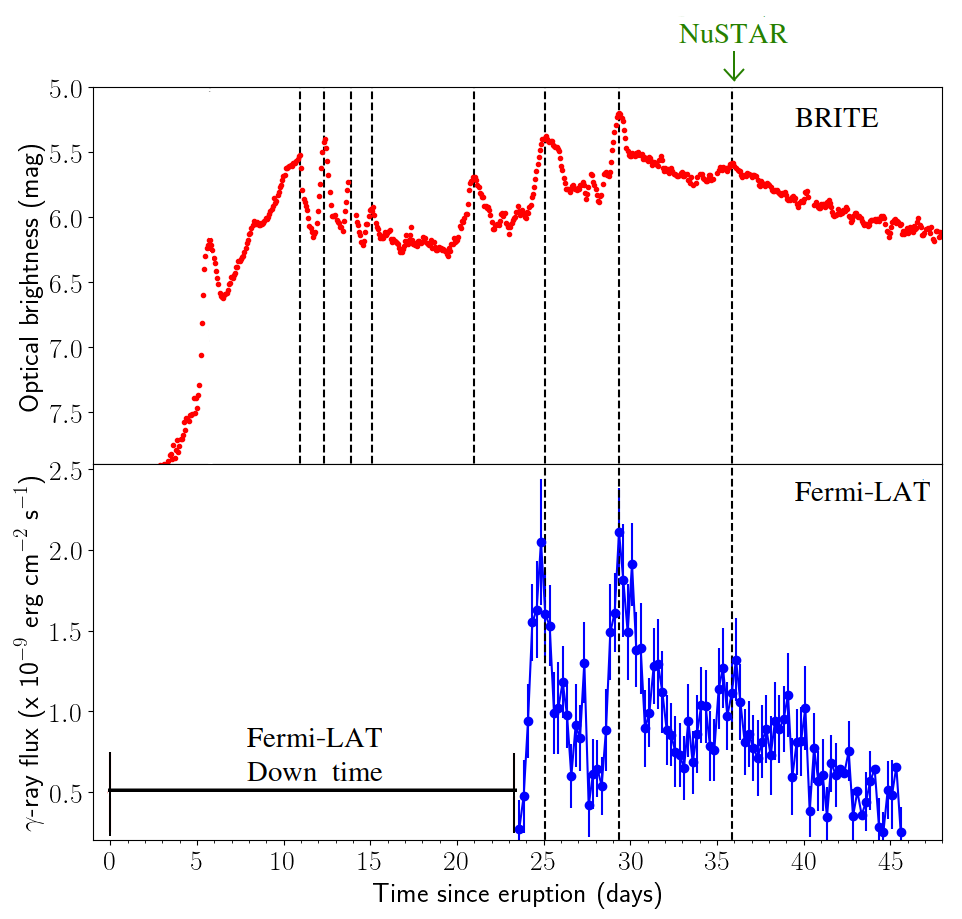 NuSTAR
BRITE
5.0
5.5
6.0
6.5
7.0
7.5
Optical brightness (mag)
Fermi-LAT
2.5
2.0
1.5
1.0
0.5
γ-ray flux (x 10⁻⁹ erg cm⁻² s⁻¹)
Fermi-LAT
Down time
0 5 10 15 20 25 30 35 40 45
Time since eruption (days)